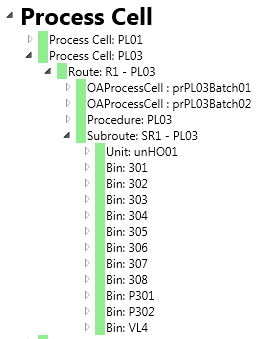 Process Cell
Process Cell: PL01
Process Cell: PL03
Route: R1 - PL03
OAProcessCell : prPL03Batch01
OAProcessCell : prPL03Batch02
Procedure: PL03
Subroute: SR1 - PL03
Unit: unHO01
Bin: 301
Bin: 302
Bin: 303
Bin: 304
Bin: 305
Bin: 306
Bin: 307
Bin: 308
Bin: P301
Bin: P302
Bin: VL4